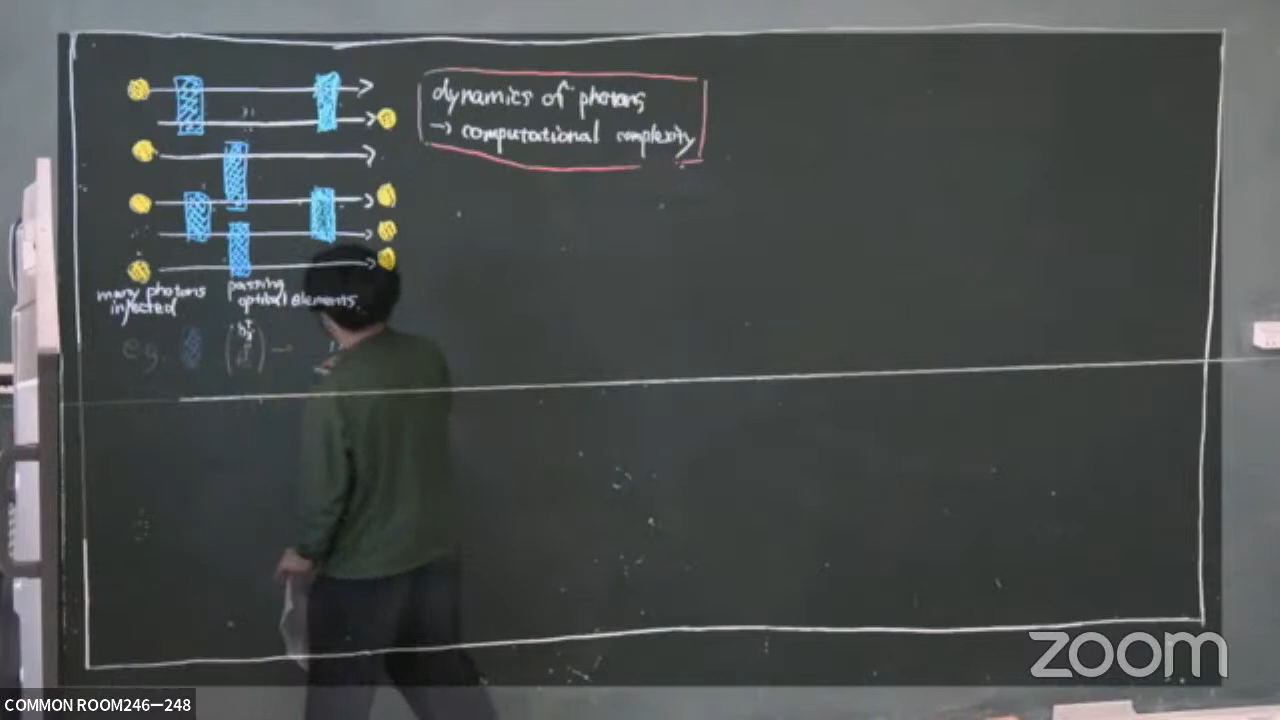 dynamics of photons
→ computational complexity
many photons
injected
passing
optical elements
e.g.
zoom
COMMON ROOM246－248